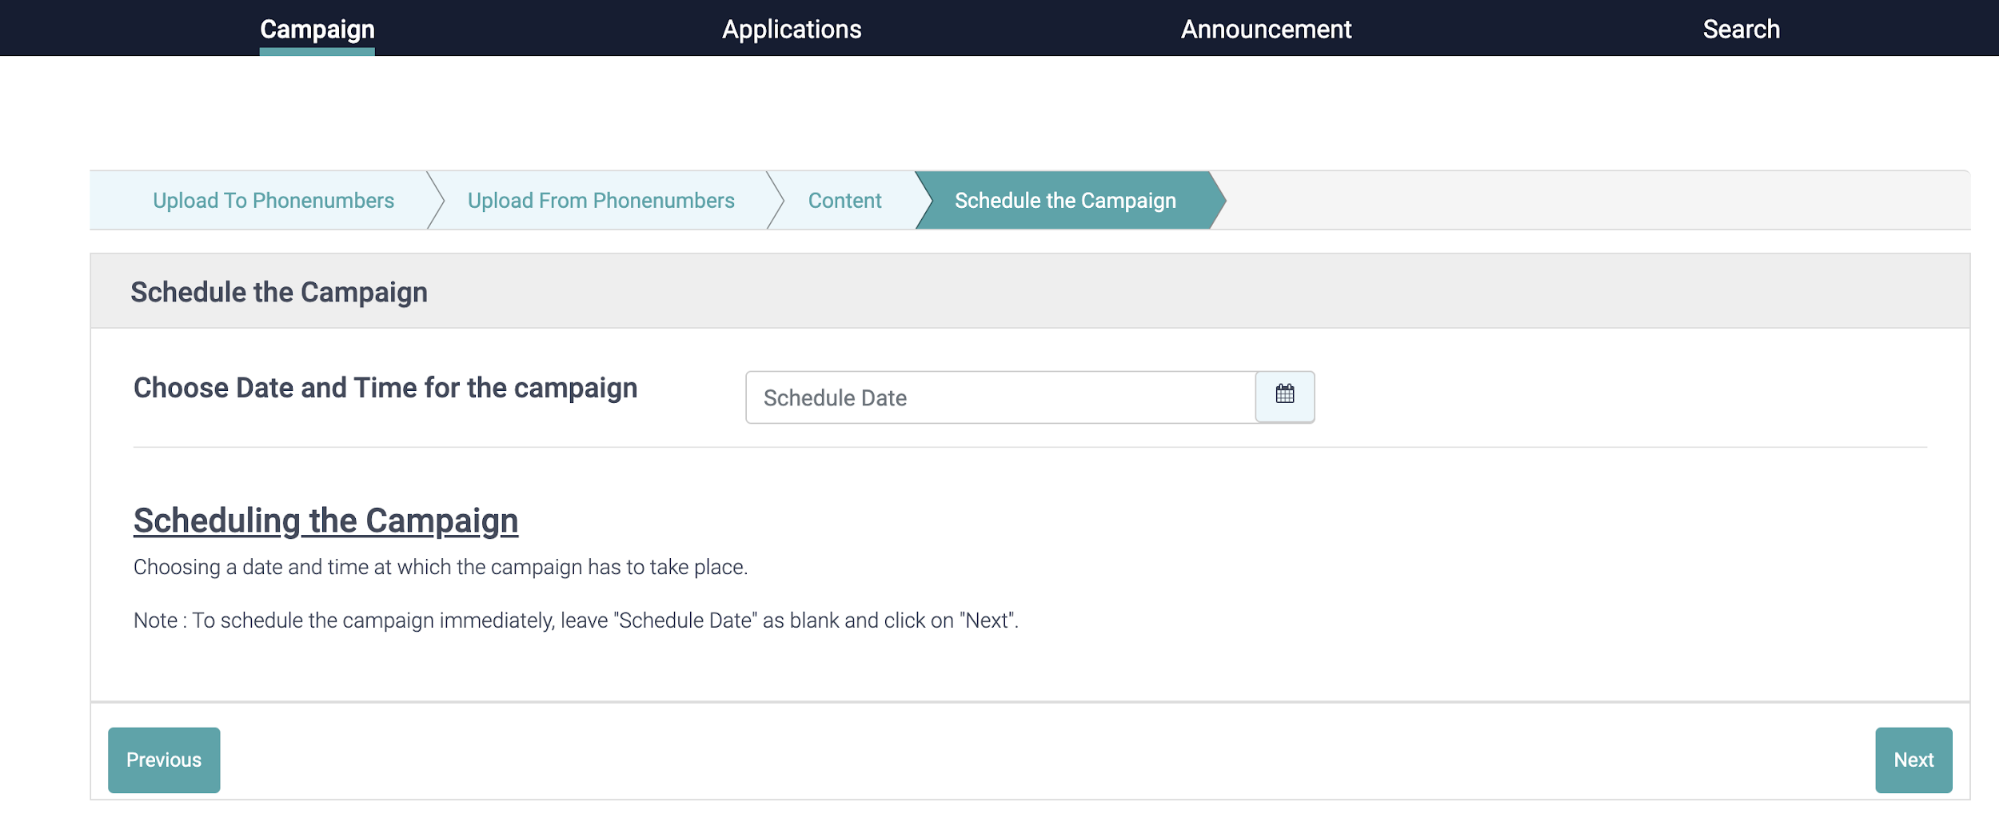 Campaign Applications Announcement Search
Upload To Phonenumbers Upload From Phonenumbers Content Schedule the Campaign
Schedule the Campaign
Choose Date and Time for the campaign Schedule Date
Scheduling the Campaign
Choosing a date and time at which the campaign has to take place.
Note : To schedule the campaign immediately, leave "Schedule Date" as blank and click on "Next".
Previous Next